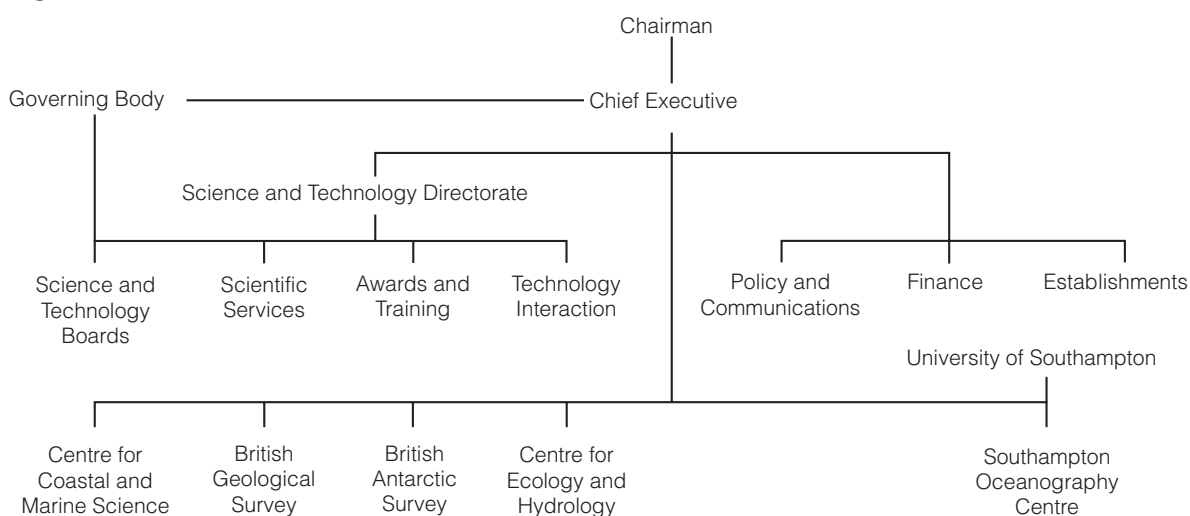 Chairman
Governing Body
Chief Executive
Science and Technology Directorate
Science and
Technology
Boards
Scientific
Services
Awards and
Training
Technology
Interaction
Policy and
Communications
Finance
Establishments
University of Southampton
Centre for
Coastal and
Marine Science
British
Geological
Survey
British
Antarctic
Survey
Centre for
Ecology and
Hydrology
Southampton
Oceanography
Centre